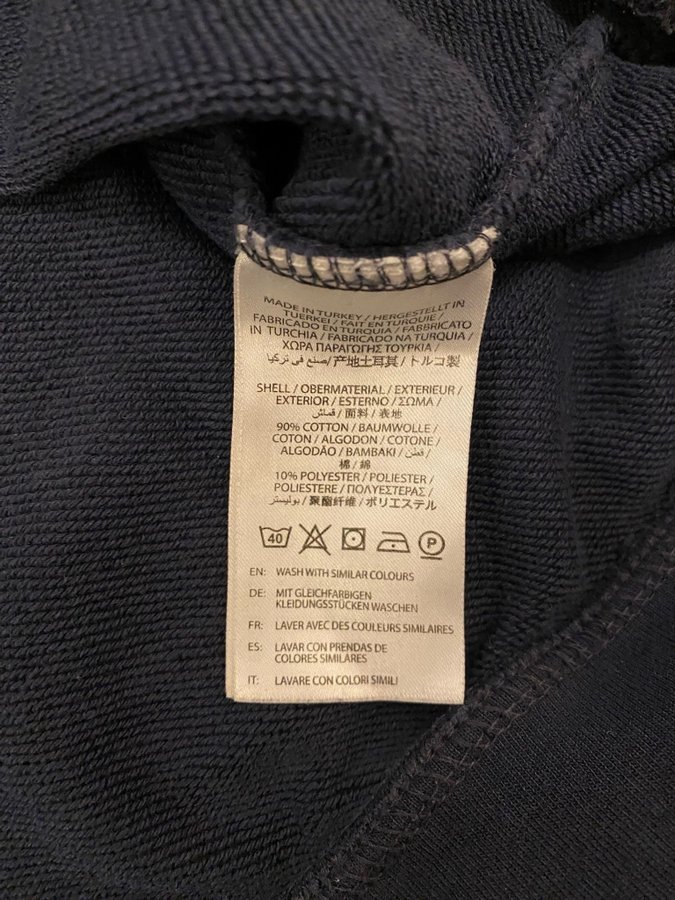 MADE IN TURKEY / HERGESTELLT IN
TUERKEI / FAIT EN TURQUIE /
FABRICADO EN TURQUIA / FABBRICATO
IN TURCHIA / FABRICADO NA TURQUIA /
ΧΩΡΑ ΠΑΡΑΓΩΓΗΣ ΤΟΥΡΚΙΑ /
صنع في تركيا / 产地土耳其 / トルコ製
SHELL / OBERMATERIAL / EXTERIEUR /
EXTERIOR / ESTERNO / ΣΩΜΑ /
قماش / 面料 / 表地
90% COTTON / BAUMWOLLE /
COTON / ALGODON / COTONE /
ALGODÃO / ΒΑΜΒΑΚΙ / قطن /
棉 / 綿
10% POLYESTER / POLIESTER /
POLIESTERE / ΠΟΛΥΕΣΤΕΡΑΣ /
بوليستر / 聚酯纤维 / ポリエステル
40 P
EN: WASH WITH SIMILAR COLOURS
DE: MIT GLEICHFARBIGEN
KLEIDUNGSSTÜCKEN WASCHEN
FR: LAVER AVEC DES COULEURS SIMILAIRES
ES: LAVAR CON PRENDAS DE
COLORES SIMILARES
IT: LAVARE CON COLORI SIMILI